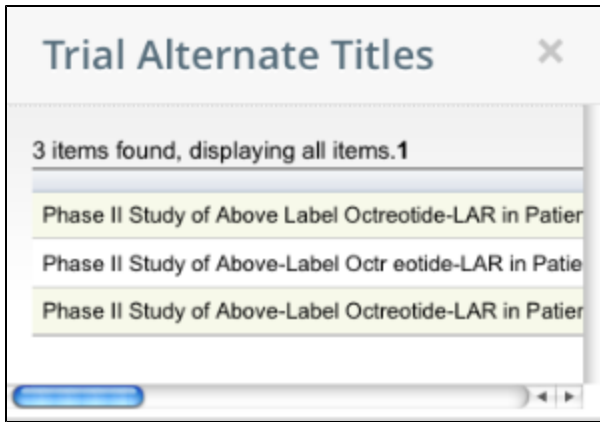 Trial Alternate Titles ×
3 items found, displaying all items.1
Phase II Study of Above Label Octreotide-LAR in Patien
Phase II Study of Above-Label Octr eotide-LAR in Patie
Phase II Study of Above-Label Octreotide-LAR in Patien